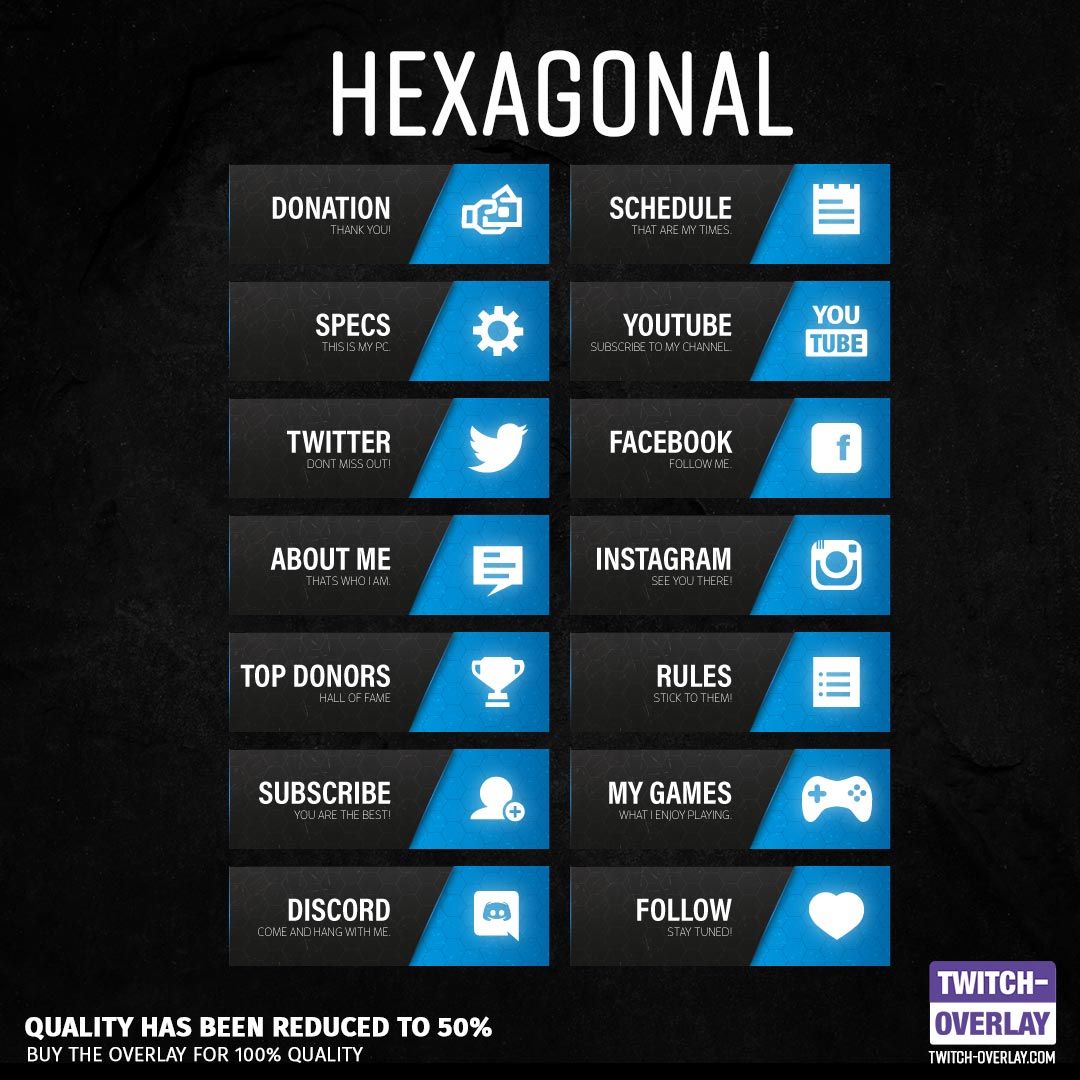 HEXAGONAL
DONATION
THANK YOU!
SCHEDULE
THAT ARE MY TIMES.
SPECS
THIS IS MY PC.
YOUTUBE
SUBSCRIBE TO MY CHANNEL.
YOU
TUBE
TWITTER
DONT MISS OUT!
FACEBOOK
FOLLOW ME.
f
ABOUT ME
THATS WHO I AM.
INSTAGRAM
SEE YOU THERE!
TOP DONORS
HALL OF FAME
RULES
STICK TO THEM!
SUBSCRIBE
YOU ARE THE BEST!
MY GAMES
WHAT I ENJOY PLAYING.
DISCORD
COME AND HANG WITH ME.
FOLLOW
STAY TUNED!
QUALITY HAS BEEN REDUCED TO 50%
BUY THE OVERLAY FOR 100% QUALITY
TWITCH-
OVERLAY
TWITCH-OVERLAY.COM